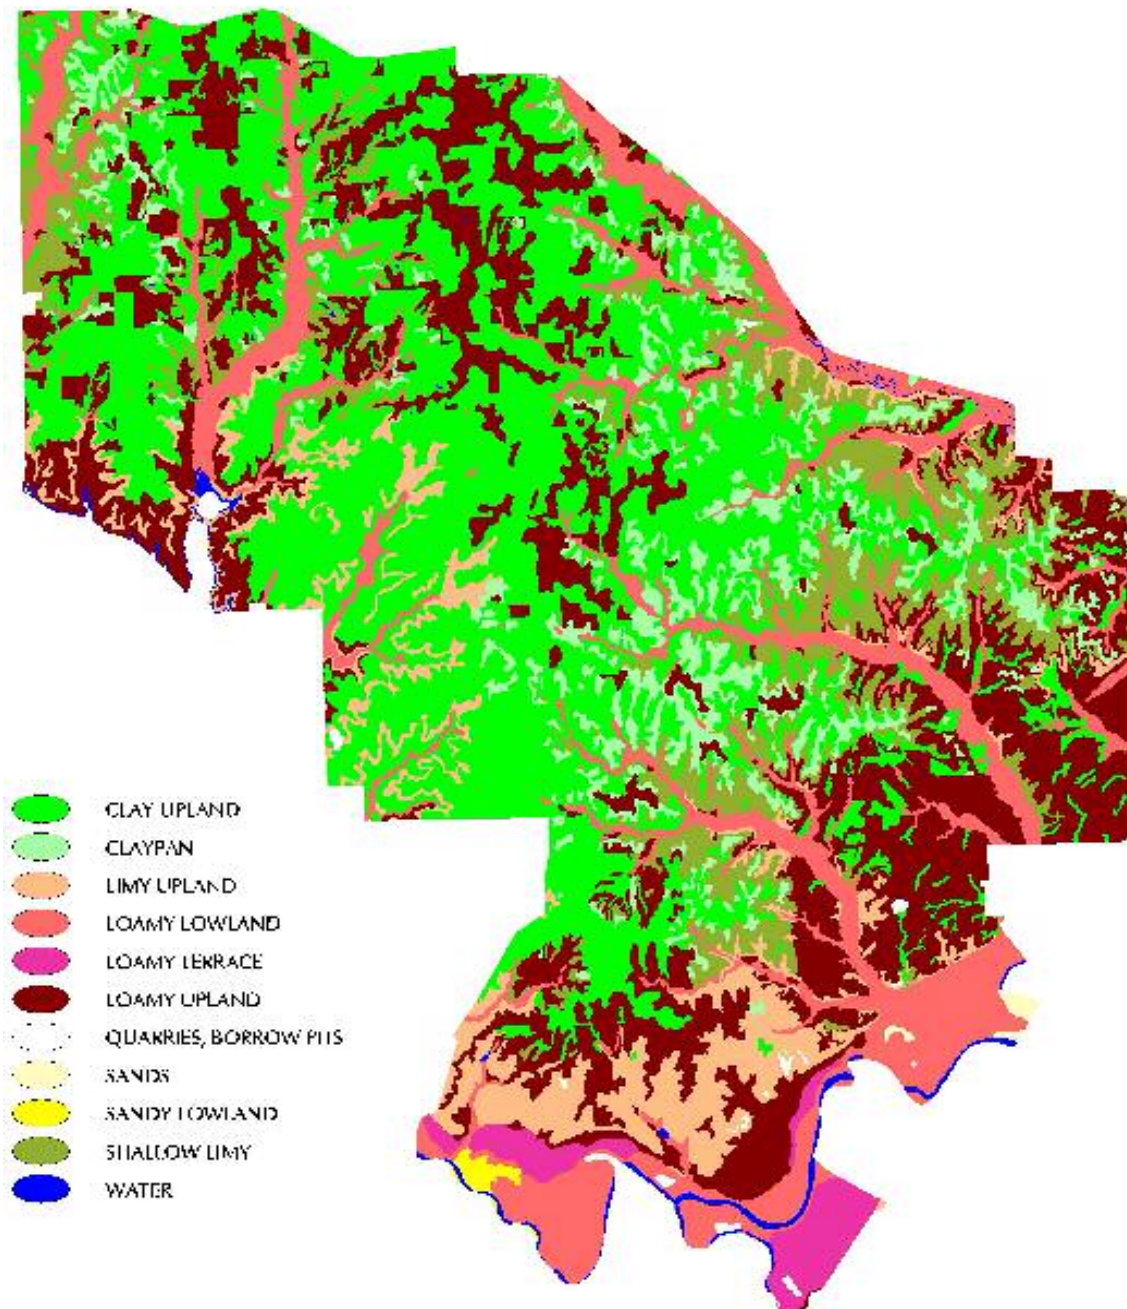 CLAY UPLAND
CLAYPAN
LIMY UPLAND
LOAMY LOWLAND
LOAMY TERRACE
LOAMY UPLAND
QUARRIES, BORROW PITS
SANDS
SANDY LOWLAND
SHALLOW LIMY
WATER